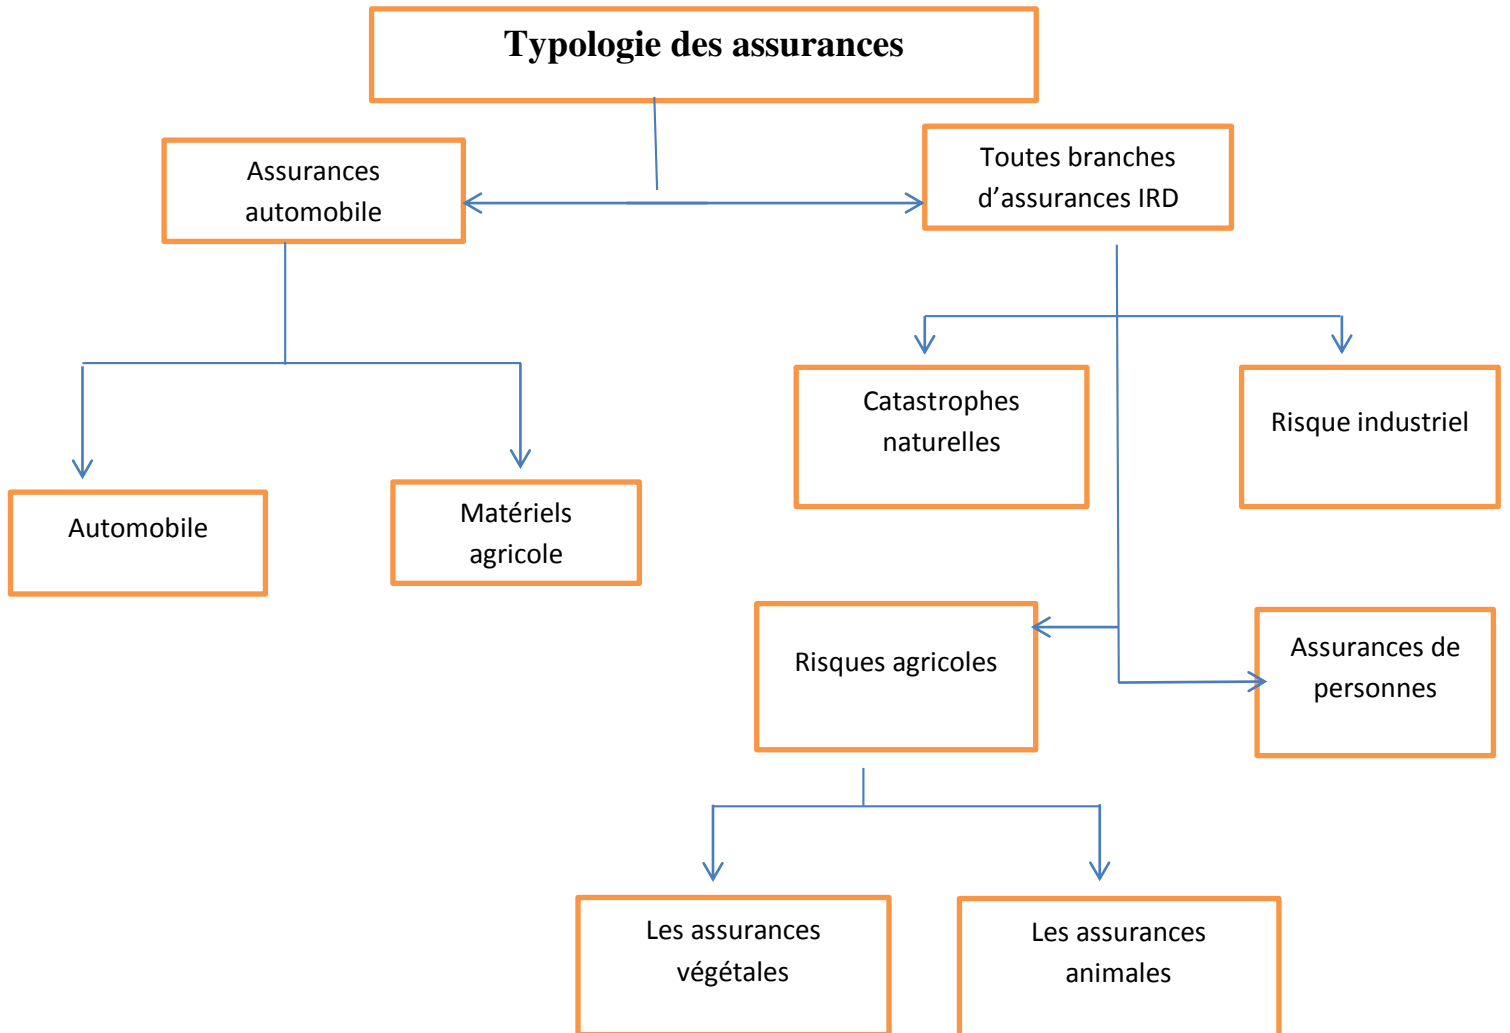 Typologie des assurances
Assurances
automobile
Toutes branches
d’assurances IRD
Catastrophes
naturelles
Risque industriel
Automobile
Matériels
agricole
Risques agricoles
Assurances de
personnes
Les assurances
végétales
Les assurances
animales